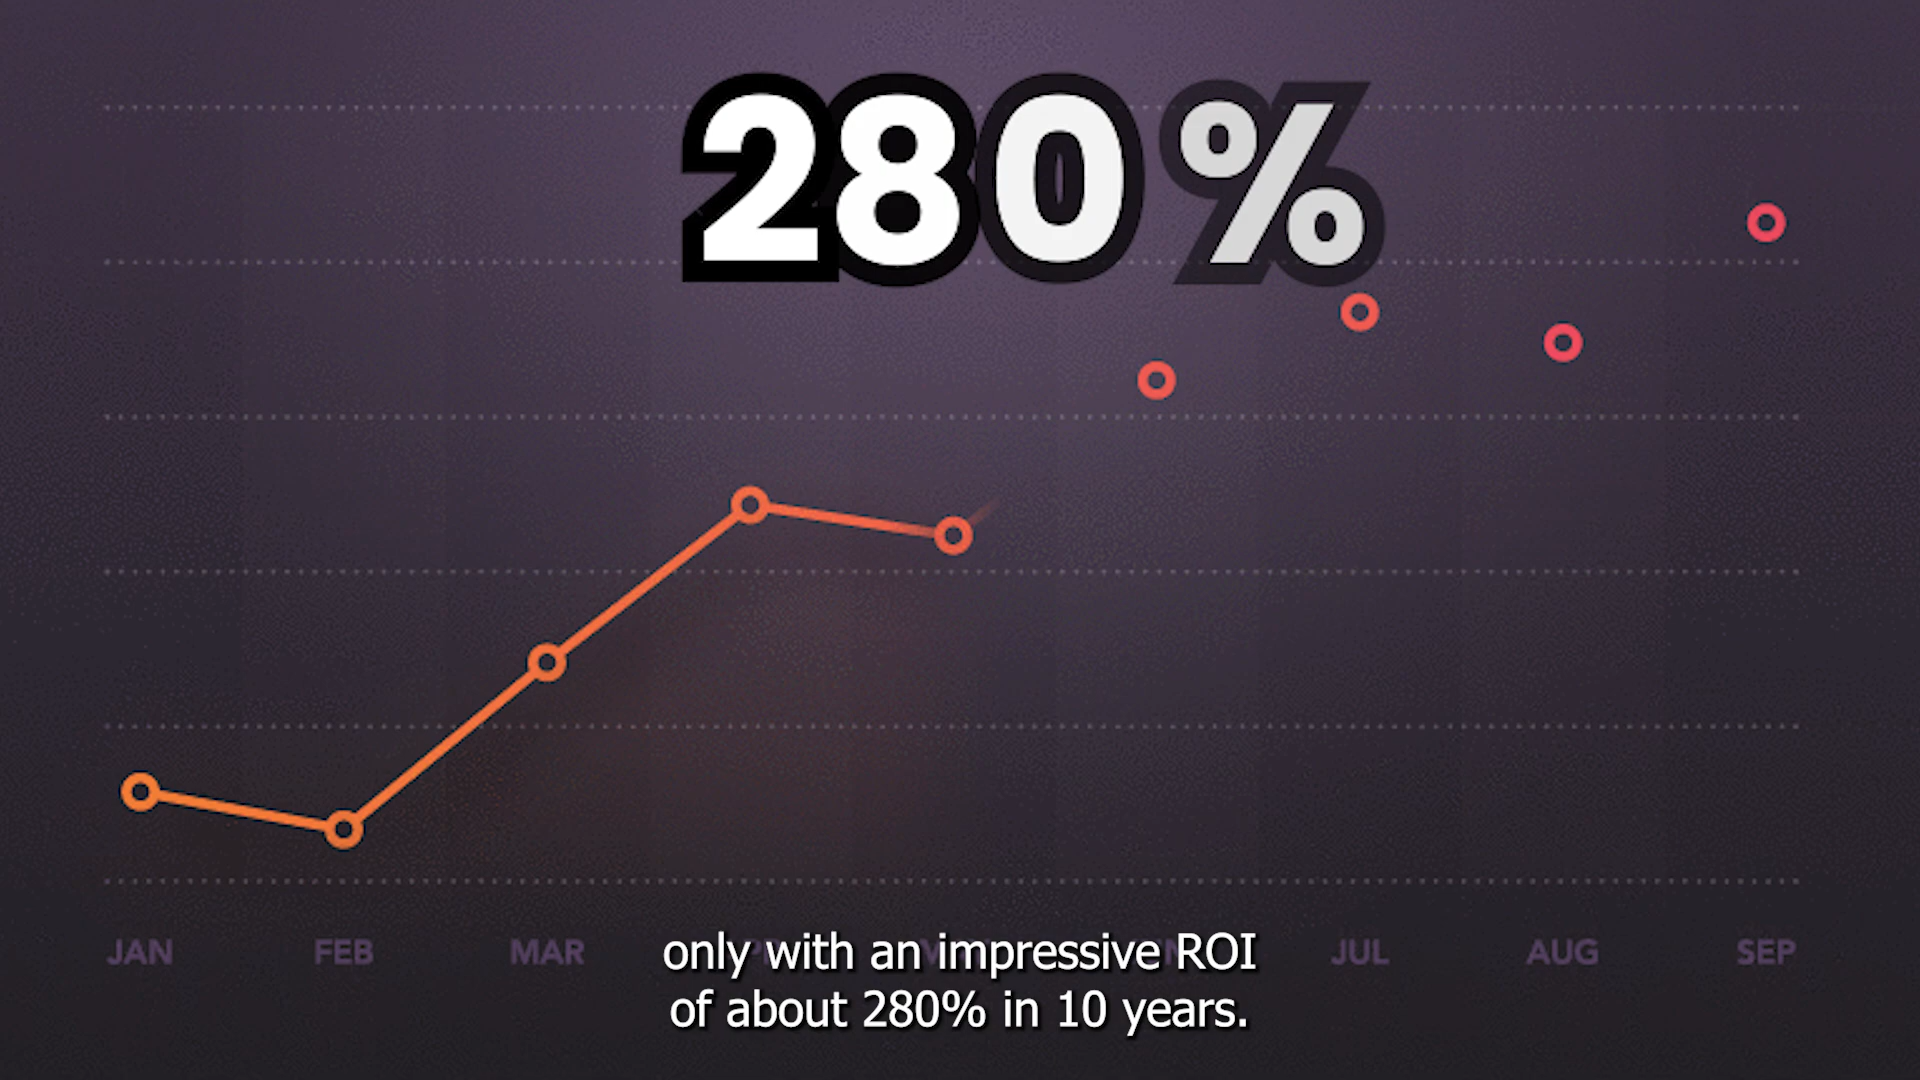 280%
JAN FEB MAR JUL AUG SEP
only with an impressive ROI
of about 280% in 10 years.